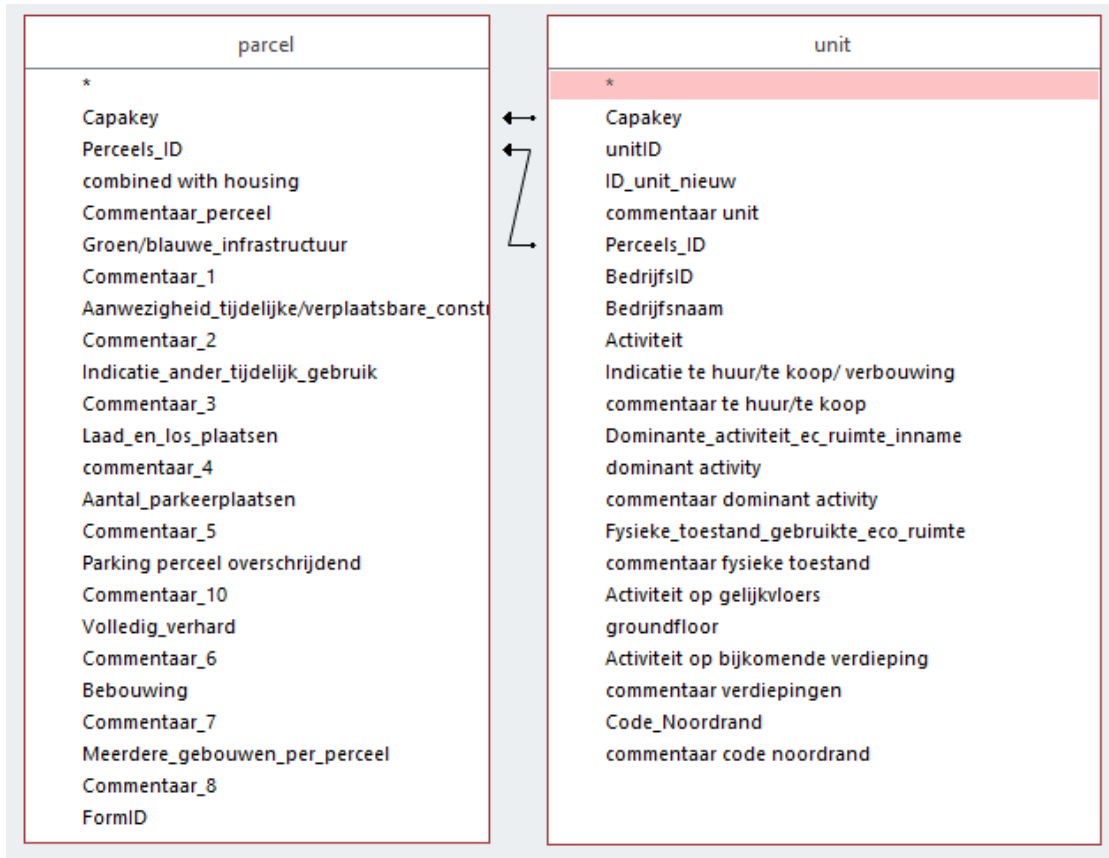 parcel
*
Capakey
Perceels_ID
combined with housing
Commentaar_perceel
Groen/blauwe_infrastructuur
Commentaar_1
Aanwezigheid_tijdelijke/verplaatsbare_constr
Commentaar_2
Indicatie_ander_tijdelijk_gebruik
Commentaar_3
Laad_en_los_plaatsen
commentaar_4
Aantal_parkeerplaatsen
Commentaar_5
Parking perceel overschrijdend
Commentaar_10
Volledig_verhard
Commentaar_6
Bebouwing
Commentaar_7
Meerdere_gebouwen_per_perceel
Commentaar_8
FormID
unit
*
Capakey
unitID
ID_unit_nieuw
commentaar unit
Perceels_ID
BedrijfsID
Bedrijfsnaam
Activiteit
Indicatie te huur/te koop/ verbouwing
commentaar te huur/te koop
Dominante_activiteit_ec_ruimte_inname
dominant activity
commentaar dominant activity
Fysieke_toestand_gebruikte_eco_ruimte
commentaar fysieke toestand
Activiteit op gelijkvloers
groundfloor
Activiteit op bijkomende verdieping
commentaar verdiepingen
Code_Noordrand
commentaar code noordrand